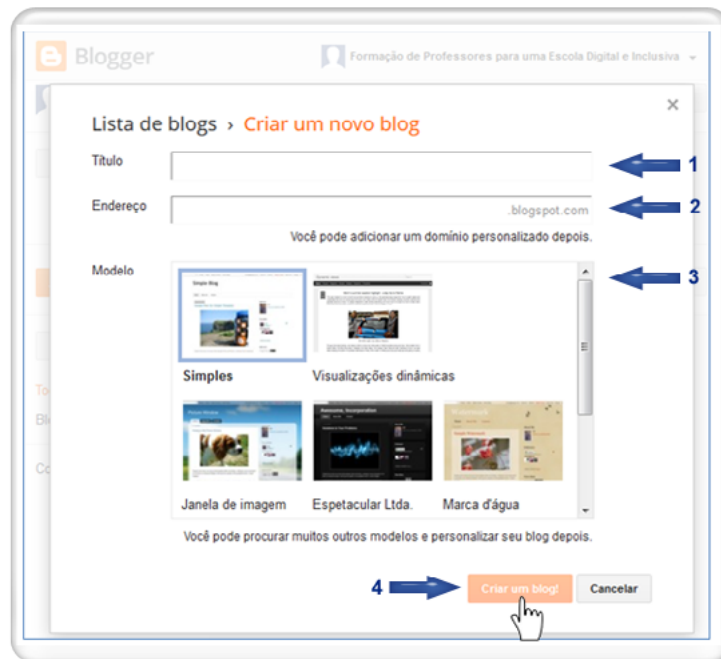 Blogger
Formação de Professores para uma Escola Digital e Inclusiva
Lista de blogs › Criar um novo blog
Título
1
Endereço
.blogspot.com
2
Você pode adicionar um domínio personalizado depois.
Modelo
3
Simple Blog
Simples
Visualizações dinâmicas
Awesome, Incorporation
Janela de imagem
Espetacular Ltda.
Marca d'água
Você pode procurar muitos outros modelos e personalizar seu blog depois.
4
Criar um blog!
Cancelar